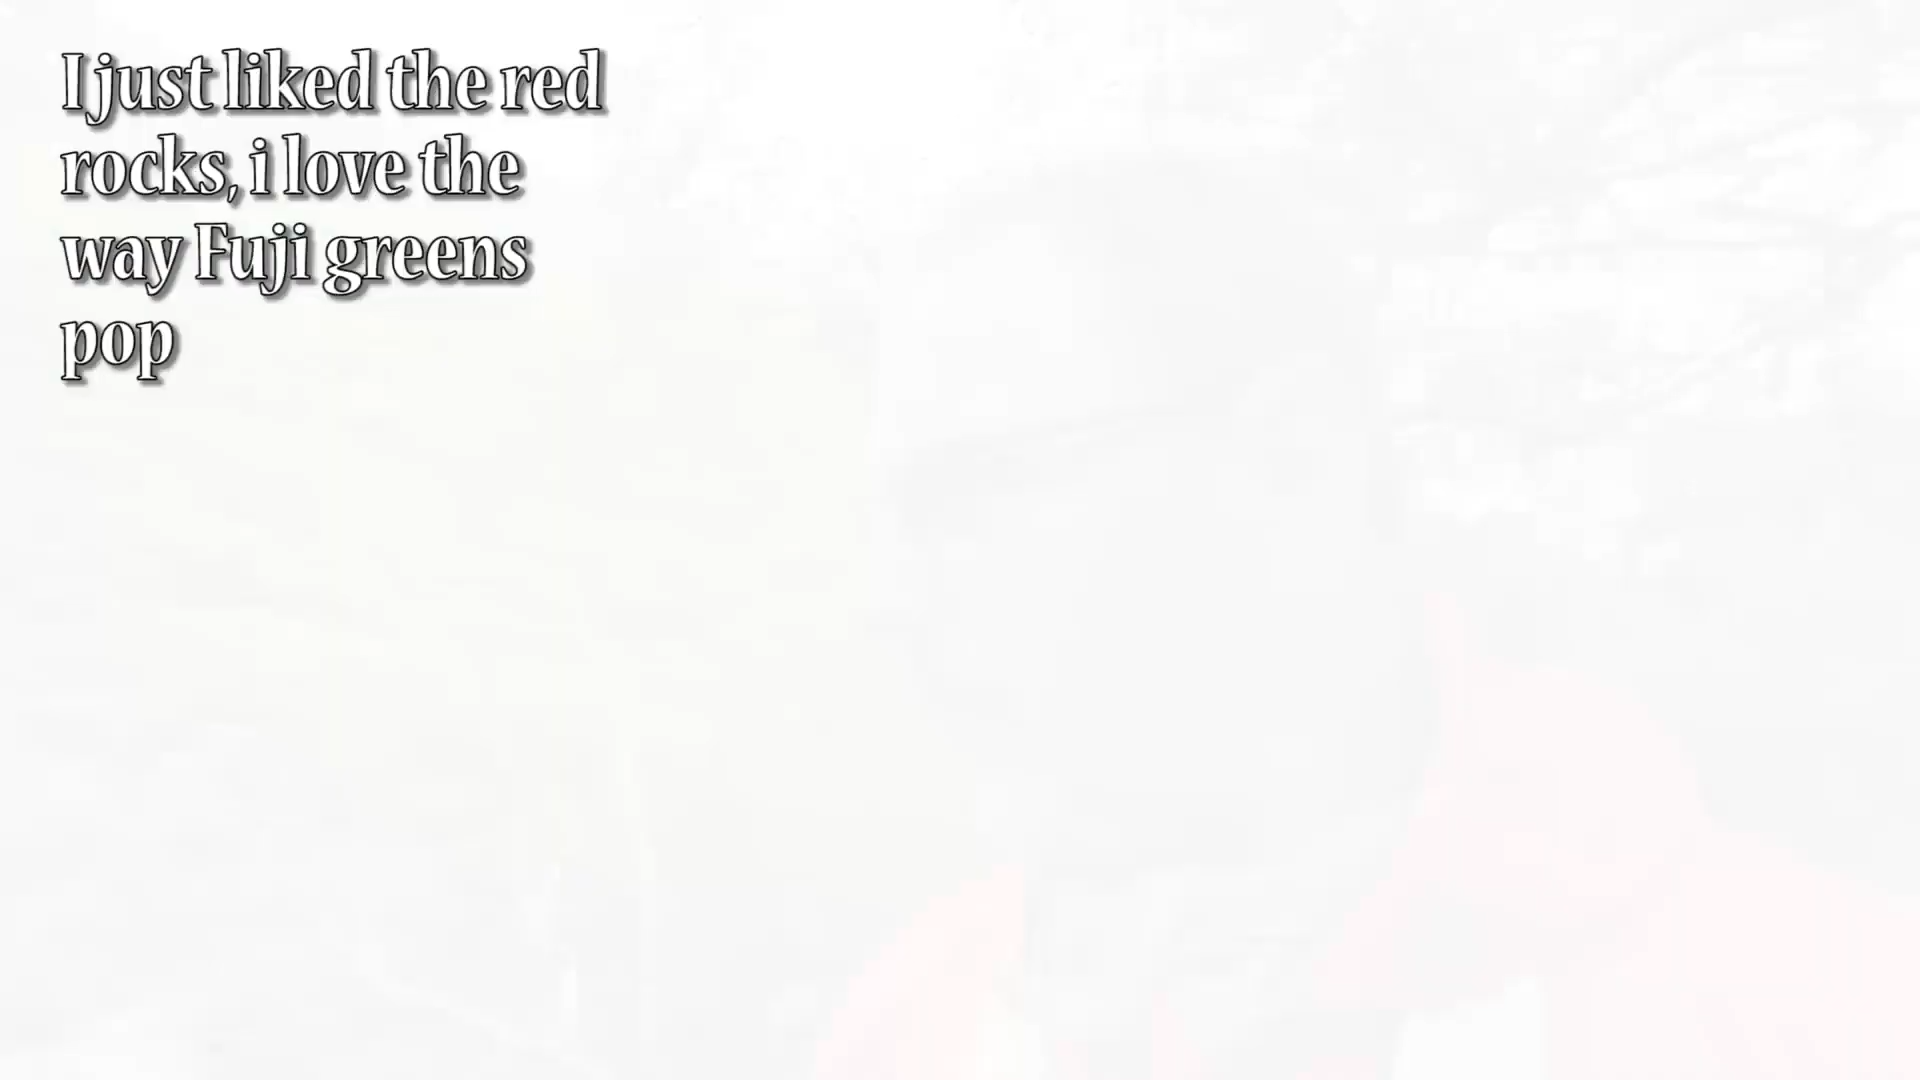 I just liked the red
rocks, i love the
way Fuji greens
pop